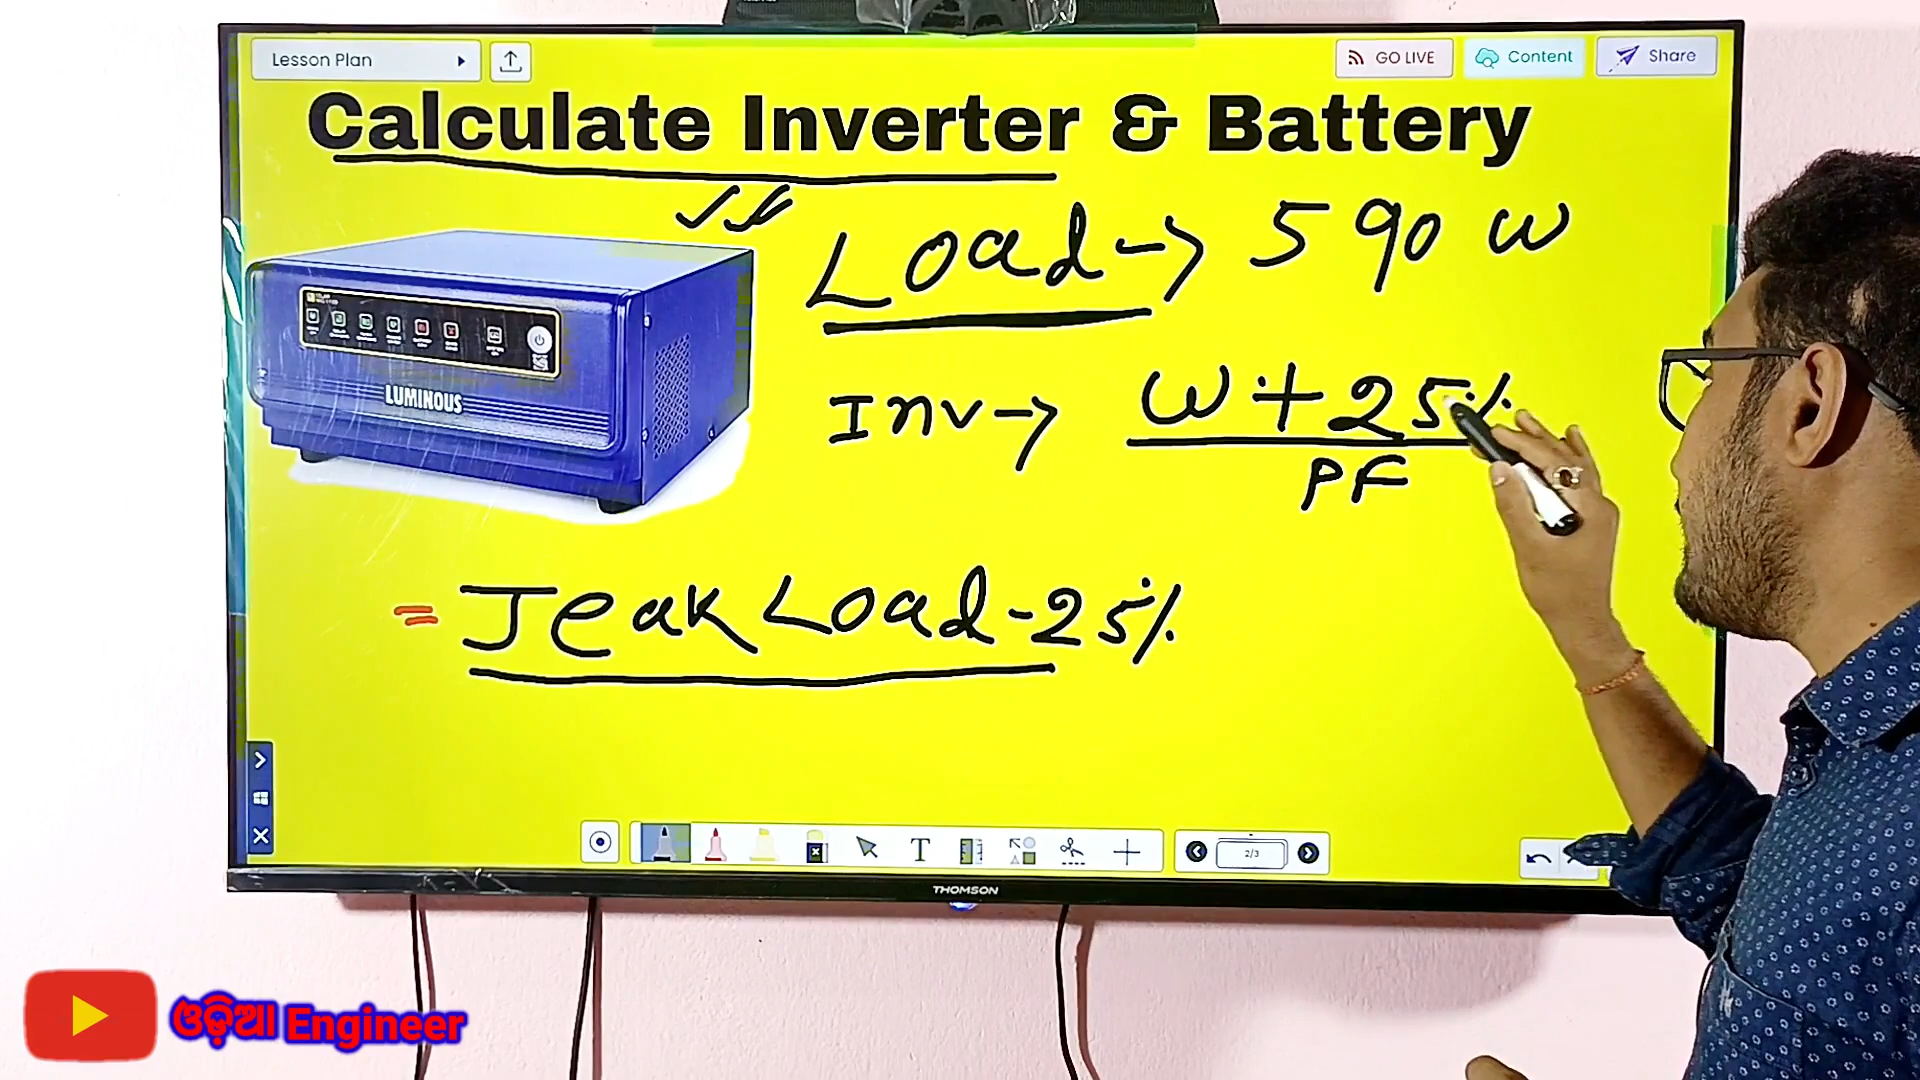 Lesson Plan
GO LIVE
Content
Share
Calculate Inverter & Battery
Load → 590 W
LUMINOUS
Inv → W + 25%
PF
= Jeak Load - 25%
T
2/3
THOMSON
ଓଡ଼ିଆ Engineer